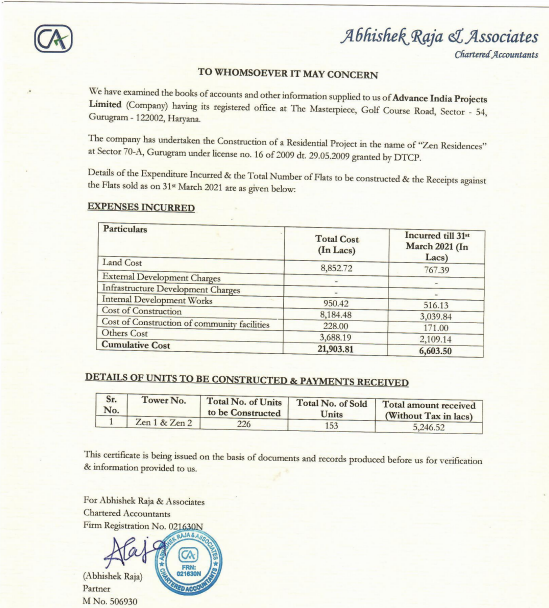 CA
Abhishek Raja & Associates
Chartered Accountants
TO WHOMSOEVER IT MAY CONCERN
We have examined the books of accounts and other information supplied to us of Advance India Projects
Limited (Company) having its registered office at The Masterpiece, Golf Course Road, Sector - 54,
Gurugram - 122002, Haryana.
The company has undertaken the Construction of a Residential Project in the name of "Zen Residences"
at Sector 70-A, Gurugram under license no. 16 of 2009 dt. 29.05.2009 granted by DTCP.
Details of the Expenditure Incurred & the Total Number of Flats to be constructed & the Receipts against
the Flats sold as on 31st March 2021 are as given below:
EXPENSES INCURRED
Particulars Total Cost (In Lacs) Incurred till 31st March 2021 (In Lacs)
Land Cost 8,852.72 767.39
External Development Charges - -
Infrastructure Development Charges - -
Internal Development Works 950.42 516.13
Cost of Construction 8,184.48 3,039.84
Cost of Construction of community facilities 228.00 171.00
Others Cost 3,688.19 2,109.14
Cumulative Cost 21,903.81 6,603.50
DETAILS OF UNITS TO BE CONSTRUCTED & PAYMENTS RECEIVED
Sr. No. Tower No. Total No. of Units to be Constructed Total No. of Sold Units Total amount received (Without Tax in lacs)
1 Zen 1 & Zen 2 226 153 5,246.52
This certificate is being issued on the basis of documents and records produced before us for verification
& information provided to us.
For Abhishek Raja & Associates
Chartered Accountants
Firm Registration No. 021630N
ABHISHEK RAJA & ASSOCIATES
CA
FRN:
021630N
CHARTERED ACCOUNTANTS
(Abhishek Raja)
Partner
M No. 506930